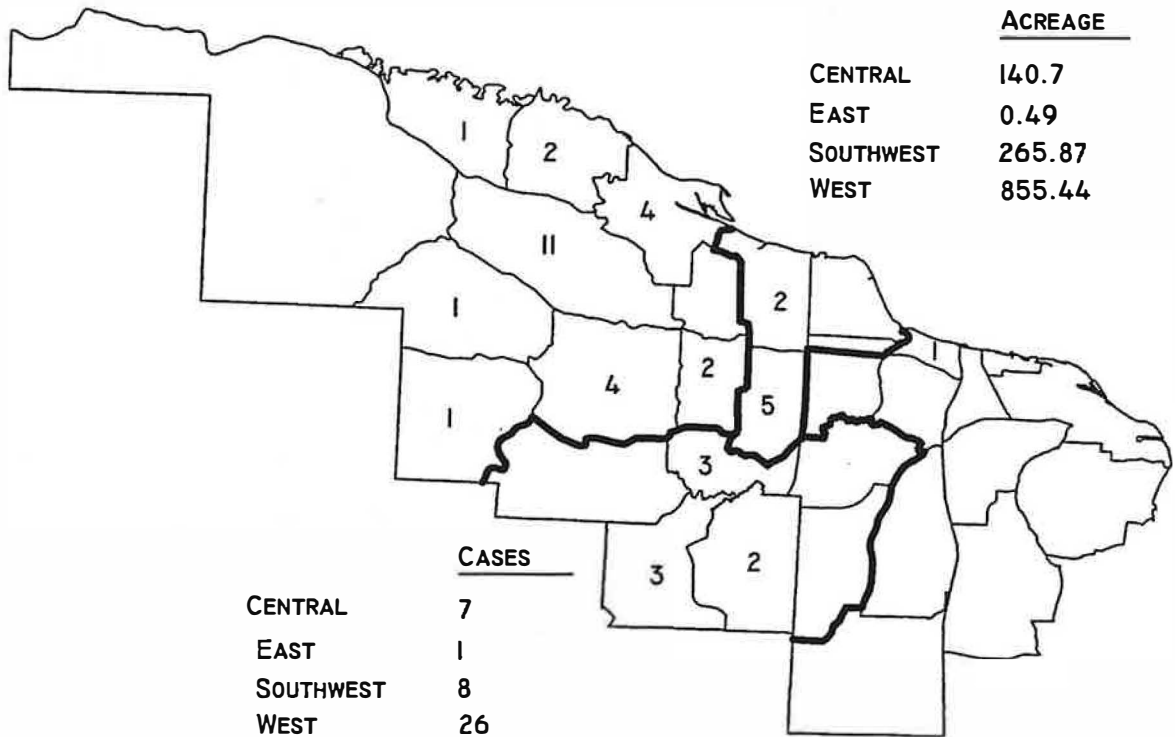 ACREAGE
CENTRAL 140.7
EAST 0.49
SOUTHWEST 265.87
WEST 855.44
1
2
4
11
1
2
4
2
1
5
1
3
3
2
CASES
CENTRAL 7
EAST 1
SOUTHWEST 8
WEST 26